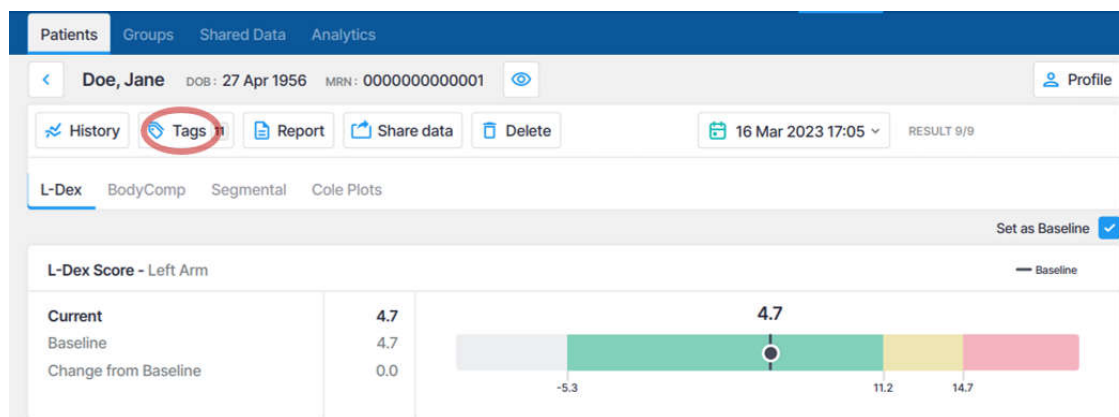 Patients Groups Shared Data Analytics
Doe, Jane DOB: 27 Apr 1956 MRN: 0000000000001 Profile
History Tags 11 Report Share data Delete 16 Mar 2023 17:05 RESULT 9/9
L-Dex BodyComp Segmental Cole Plots
Set as Baseline
L-Dex Score - Left Arm Baseline
Current 4.7 4.7
Baseline 4.7
Change from Baseline 0.0
-5.3 11.2 14.7